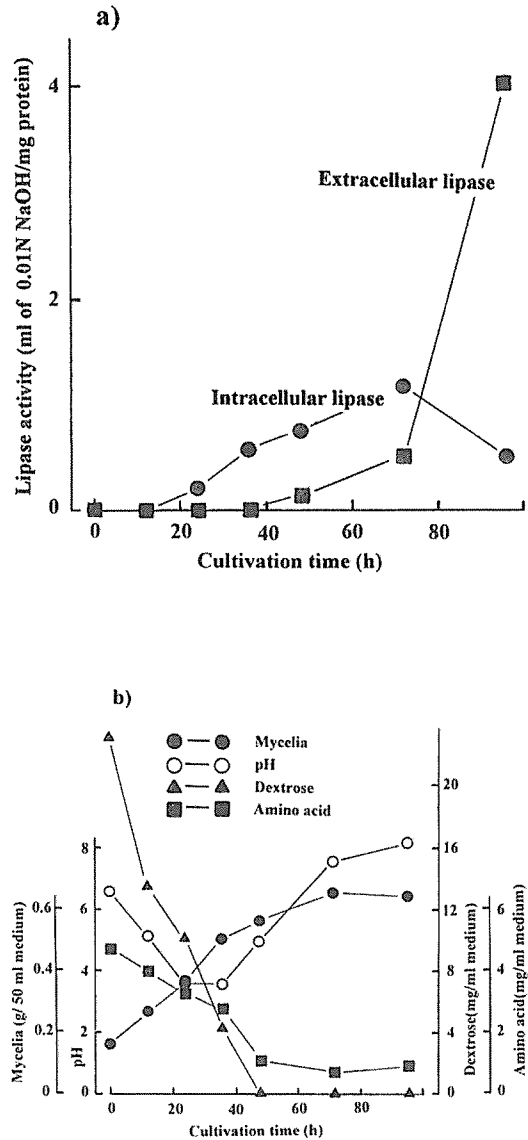 a)
4
2
0
Lipase activity (ml of 0.01N NaOH/mg protein)
Extracellular lipase
Intracellular lipase
0 20 40 60 80 100
Cultivation time (h)
b)
Mycelia
pH
Dextrose
Amino acid
0.6
0.4
0.2
0.0
Mycelia (g/ 50 ml medium)
8
6
4
2
0
pH
20
16
12
8
4
0
Dextrose(mg/ml medium)
6
4
2
0
Amino acid(mg/ml medium)
0 20 40 60 80 100
Cultivation time (h)